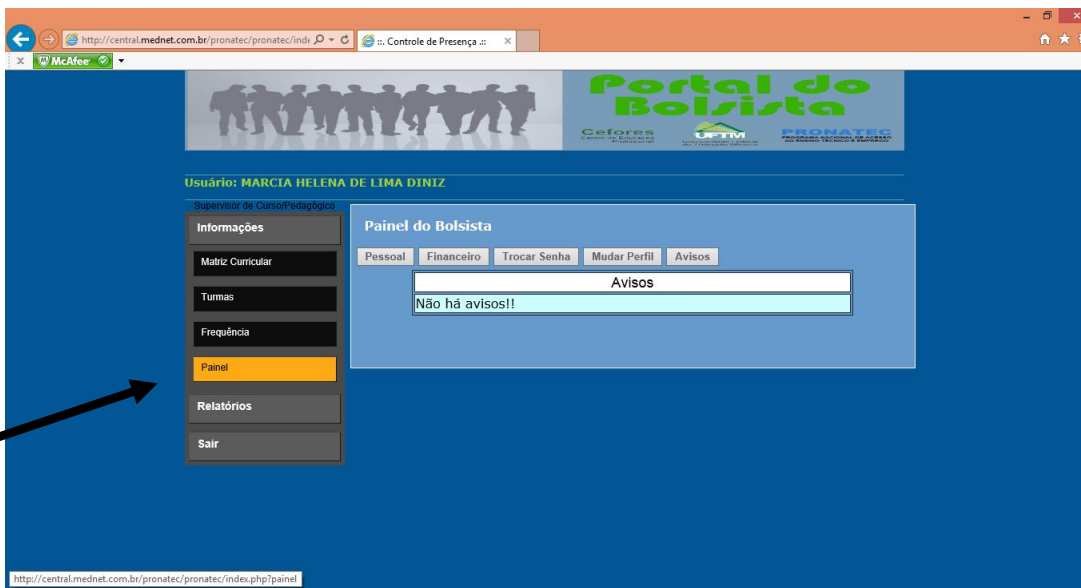 http://central.mednet.com.br/pronatec/pronatec/indi
::. Controle de Presença .::
McAfee
Portal do
Bolsista
Cefores
UFTM
PRONATEC
Usuário: MARCIA HELENA DE LIMA DINIZ
Supervisor de Curso/Pedagógico
Informações
Matriz Curricular
Turmas
Frequência
Painel
Relatórios
Sair
Painel do Bolsista
Pessoal Financeiro Trocar Senha Mudar Perfil Avisos
Avisos
Não há avisos!!
http://central.mednet.com.br/pronatec/pronatec/index.php?painel